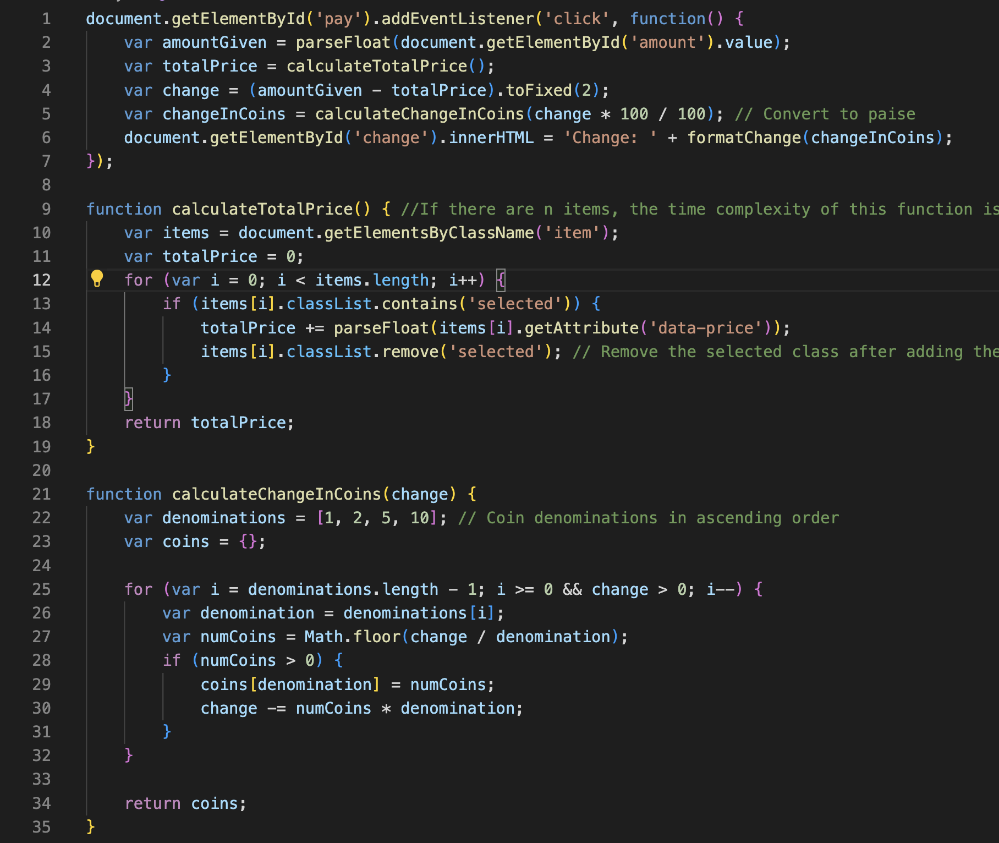 1 document.getElementById('pay').addEventListener('click', function() {
2     var amountGiven = parseFloat(document.getElementById('amount').value);
3     var totalPrice = calculateTotalPrice();
4     var change = (amountGiven - totalPrice).toFixed(2);
5     var changeInCoins = calculateChangeInCoins(change * 100 / 100); // Convert to paise
6     document.getElementById('change').innerHTML = 'Change: ' + formatChange(changeInCoins);
7 });
8
9 function calculateTotalPrice() { //If there are n items, the time complexity of this function is
10     var items = document.getElementsByClassName('item');
11     var totalPrice = 0;
12     for (var i = 0; i < items.length; i++) {
13         if (items[i].classList.contains('selected')) {
14             totalPrice += parseFloat(items[i].getAttribute('data-price'));
15             items[i].classList.remove('selected'); // Remove the selected class after adding the
16         }
17     }
18     return totalPrice;
19 }
20
21 function calculateChangeInCoins(change) {
22     var denominations = [1, 2, 5, 10]; // Coin denominations in ascending order
23     var coins = {};
24
25     for (var i = denominations.length - 1; i >= 0 && change > 0; i--) {
26         var denomination = denominations[i];
27         var numCoins = Math.floor(change / denomination);
28         if (numCoins > 0) {
29             coins[denomination] = numCoins;
30             change -= numCoins * denomination;
31         }
32     }
33
34     return coins;
35 }